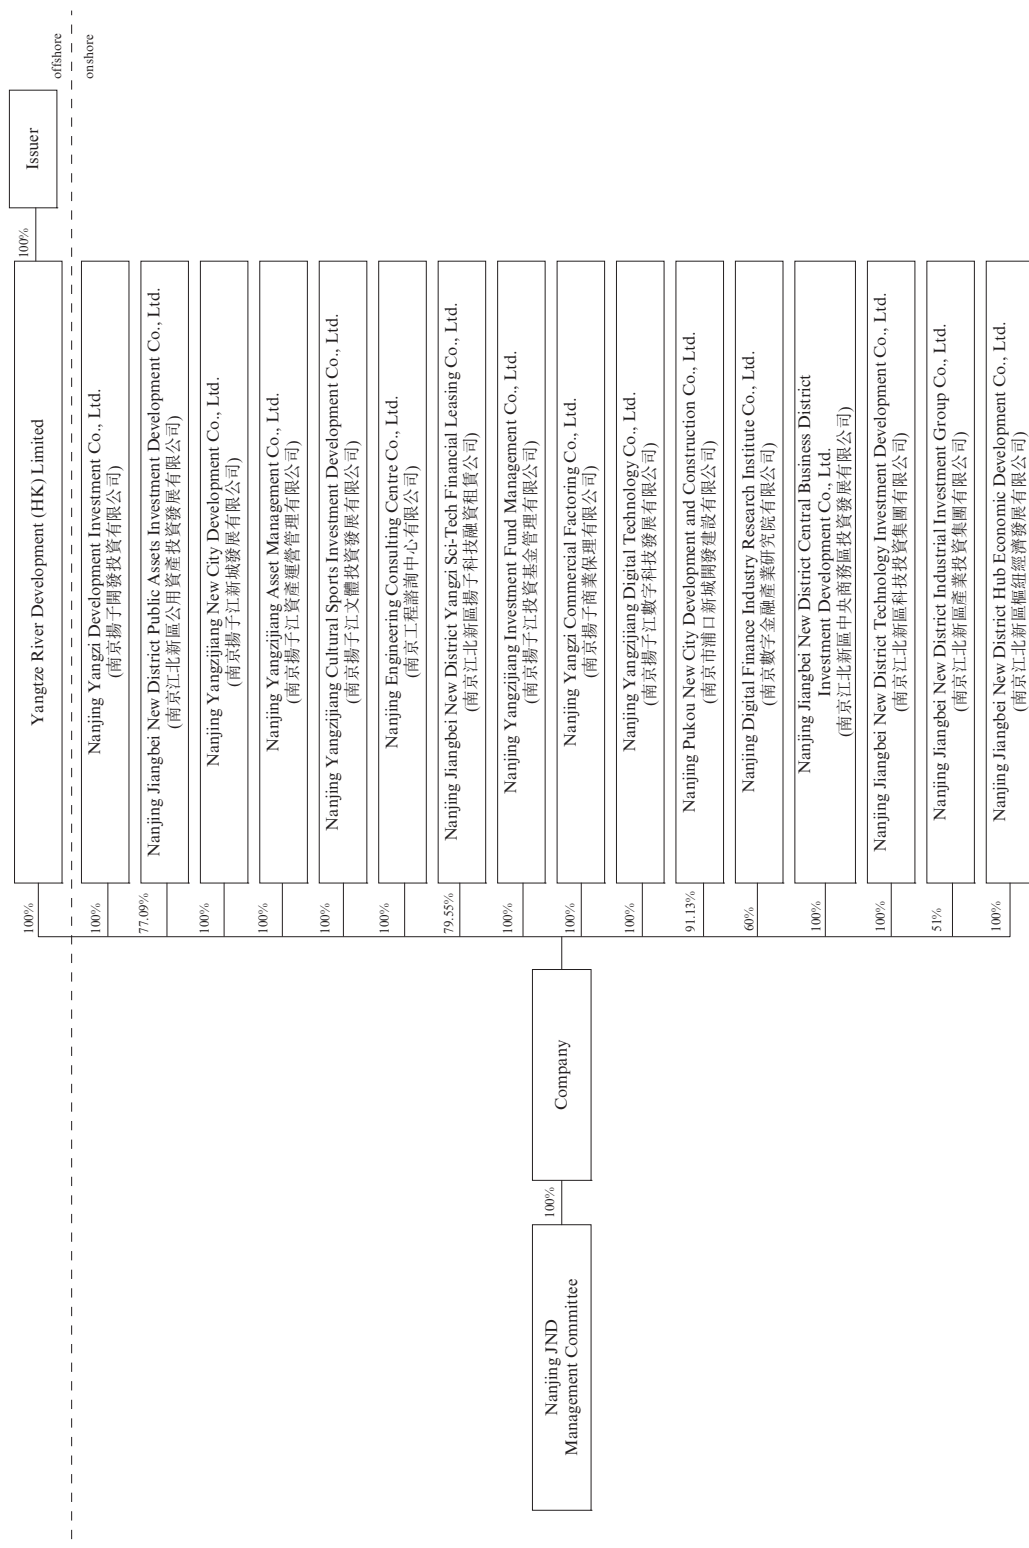 Nanjing JND
Management Committee
100%
Company
100%
Yangtze River Development (HK) Limited
100%
Issuer
offshore
onshore
100%
Nanjing Yangzi Development Investment Co., Ltd.
(南京揚子開發投資有限公司)
77.09%
Nanjing Jiangbei New District Public Assets Investment Development Co., Ltd.
(南京江北新區公用資產投資發展有限公司)
100%
Nanjing Yangzijiang New City Development Co., Ltd.
(南京揚子江新城發展有限公司)
100%
Nanjing Yangzijiang Asset Management Co., Ltd.
(南京揚子江資產運營管理有限公司)
100%
Nanjing Yangzijiang Cultural Sports Investment Development Co., Ltd.
(南京揚子江文體投資發展有限公司)
100%
Nanjing Engineering Consulting Centre Co., Ltd.
(南京工程諮詢中心有限公司)
79.55%
Nanjing Jiangbei New District Yangzi Sci-Tech Financial Leasing Co., Ltd.
(南京江北新區揚子科技融資租賃公司)
100%
Nanjing Yangzijiang Investment Fund Management Co., Ltd.
(南京揚子江投資基金管理有限公司)
100%
Nanjing Yangzi Commercial Factoring Co., Ltd.
(南京揚子商業保理有限公司)
100%
Nanjing Yangzijiang Digital Technology Co., Ltd.
(南京揚子江數字科技發展有限公司)
91.13%
Nanjing Pukou New City Development and Construction Co., Ltd.
(南京市浦口新城開發建設有限公司)
60%
Nanjing Digital Finance Industry Research Institute Co., Ltd.
(南京數字金融產業研究院有限公司)
100%
Nanjing Jiangbei New District Central Business District
Investment Development Co., Ltd.
(南京江北新區中央商務區投資發展有限公司)
100%
Nanjing Jiangbei New District Technology Investment Development Co., Ltd.
(南京江北新區科技投資集團有限公司)
51%
Nanjing Jiangbei New District Industrial Investment Group Co., Ltd.
(南京江北新區產業投資集團有限公司)
100%
Nanjing Jiangbei New District Hub Economic Development Co., Ltd.
(南京江北新區樞紐經濟發展有限公司)